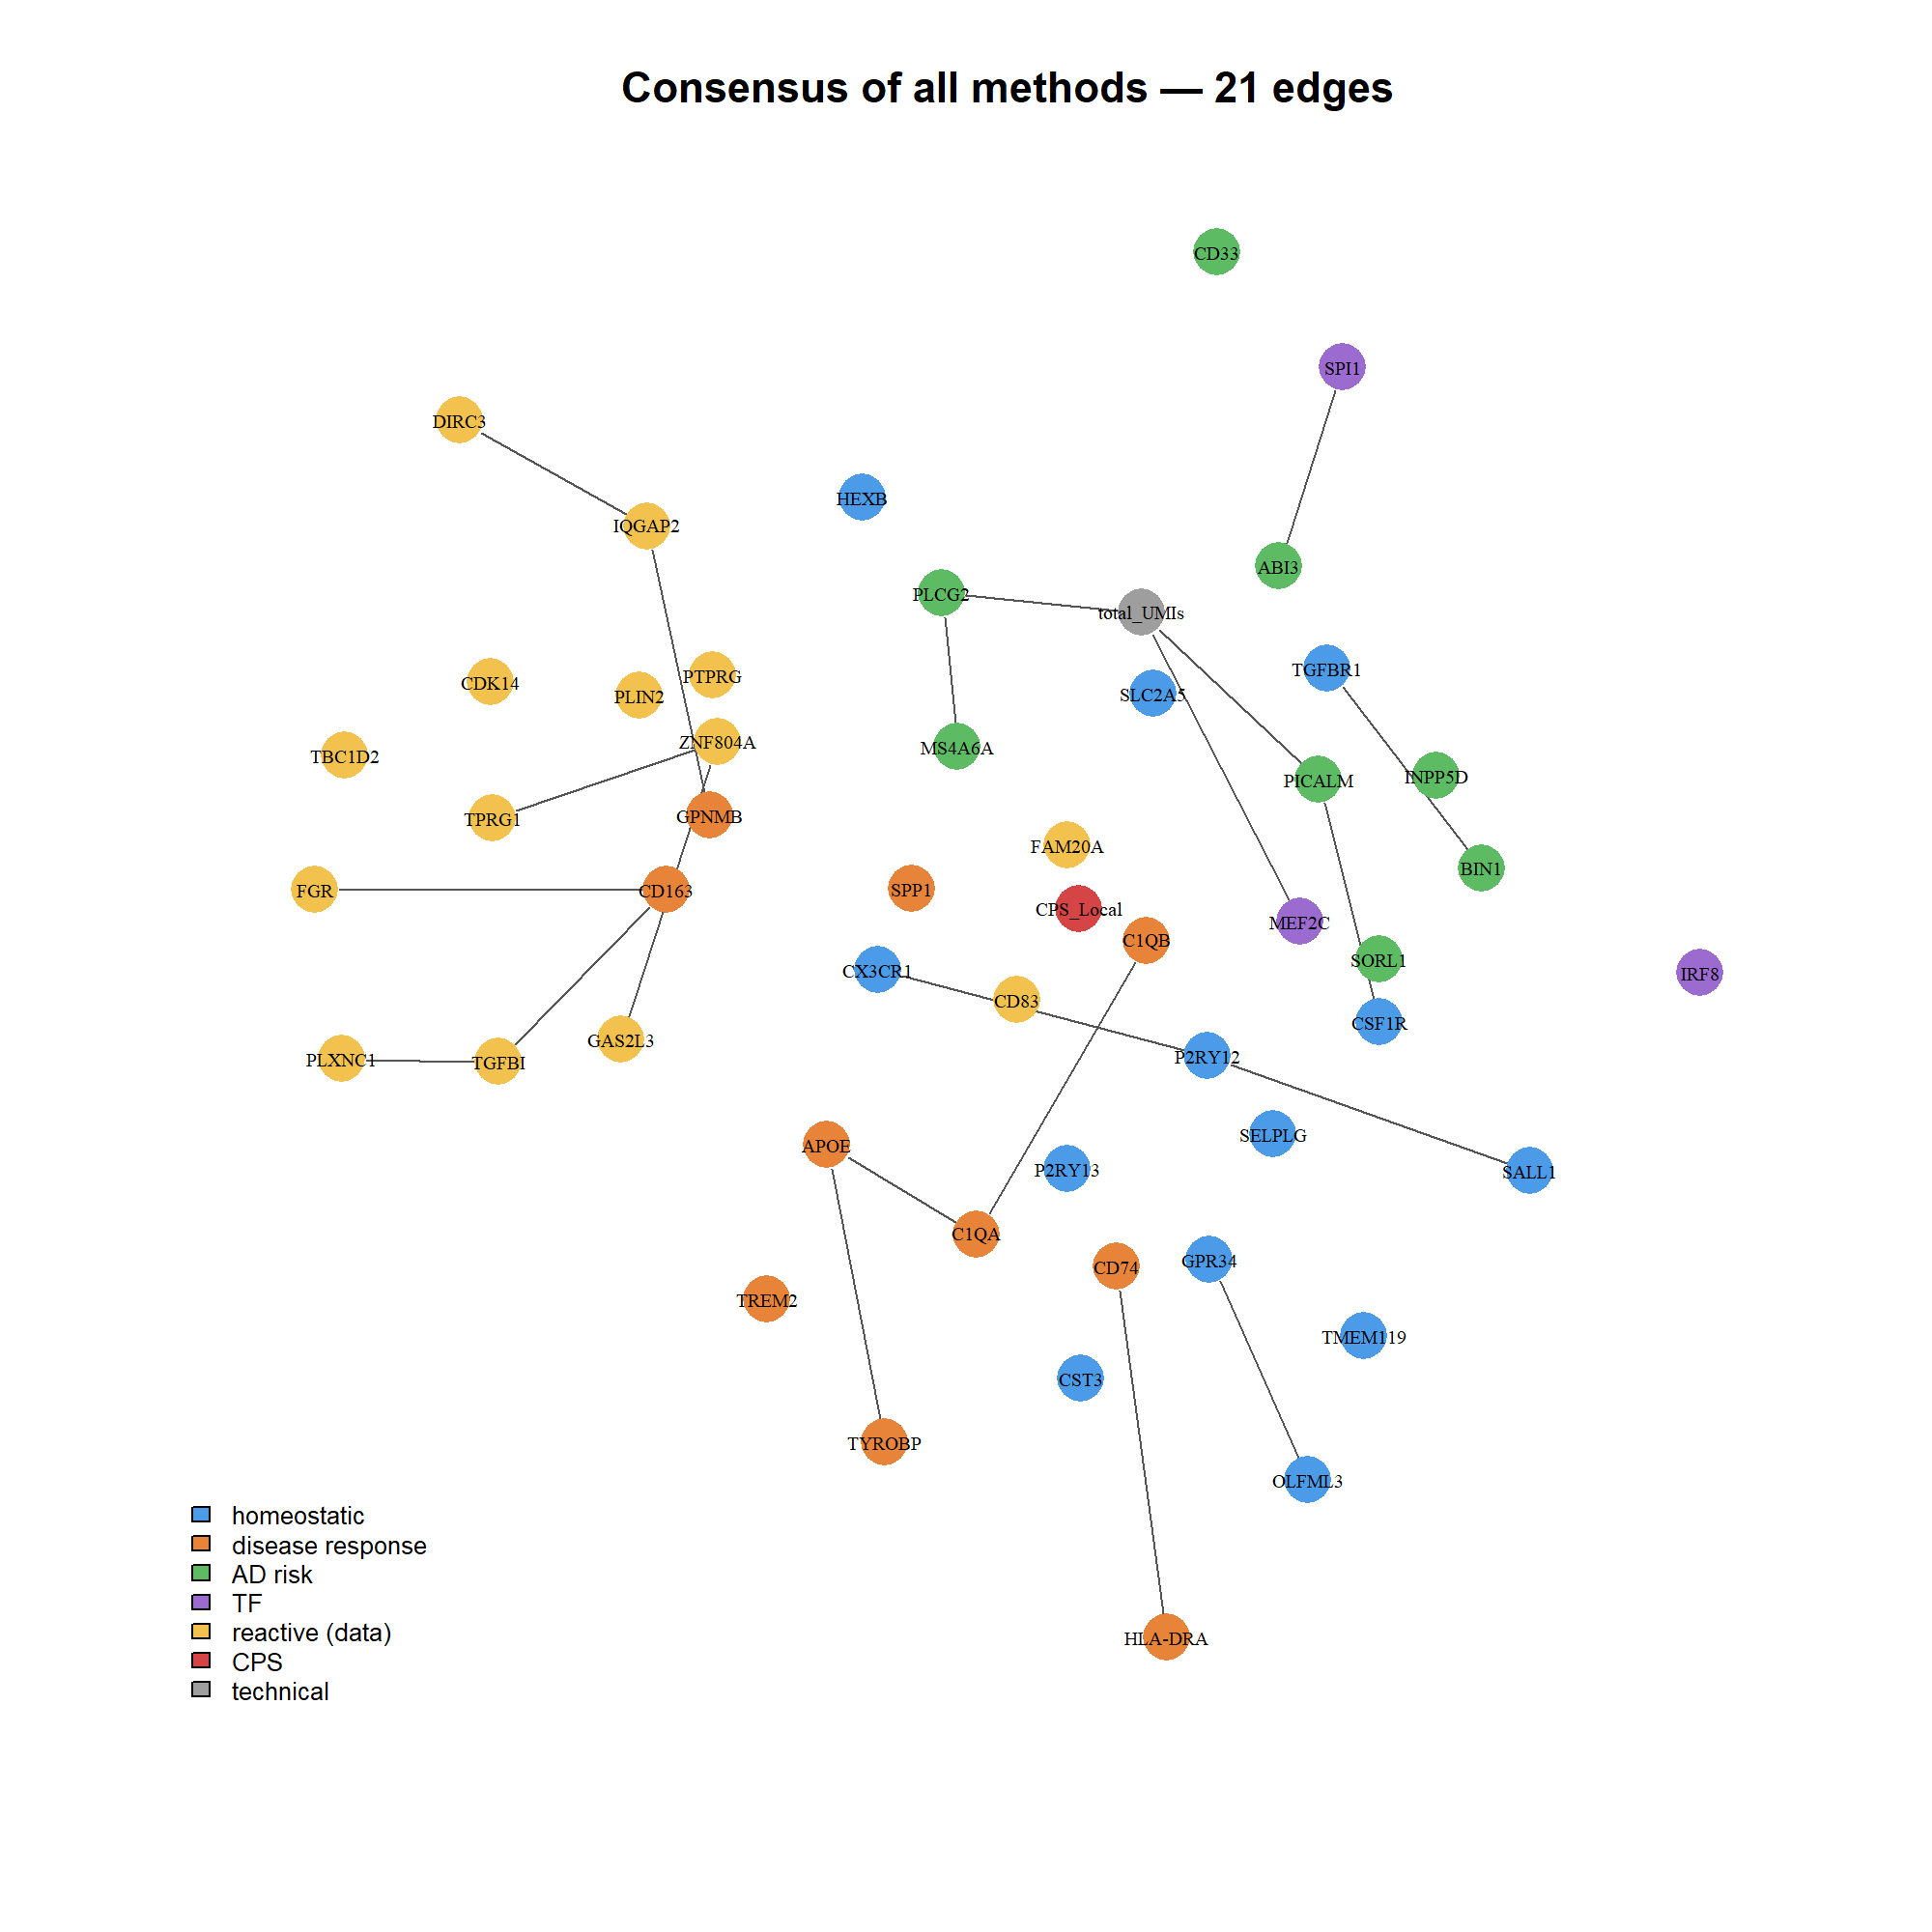 Consensus of all methods — 21 edges
CD33
SPI1
DIRC3
HEXB
IQGAP2
ABI3
PLCG2
total_UMIs
TGFBR1
PTPRG
CDK14
PLIN2
SLC2A5
ZNF804A
MS4A6A
TBC1D2
INPP5D
PICALM
GPNMB
TPRG1
FAM20A
BIN1
FGR
CD163
SPP1
CPS_Local
MEF2C
C1QB
SORL1
CX3CR1
IRF8
CD83
CSF1R
GAS2L3
P2RY12
PLXNC1
TGFBI
SELPLG
APOE
P2RY13
SALL1
C1QA
GPR34
CD74
TREM2
TMEM119
CST3
TYROBP
OLFML3
HLA-DRA
homeostatic
disease response
AD risk
TF
reactive (data)
CPS
technical